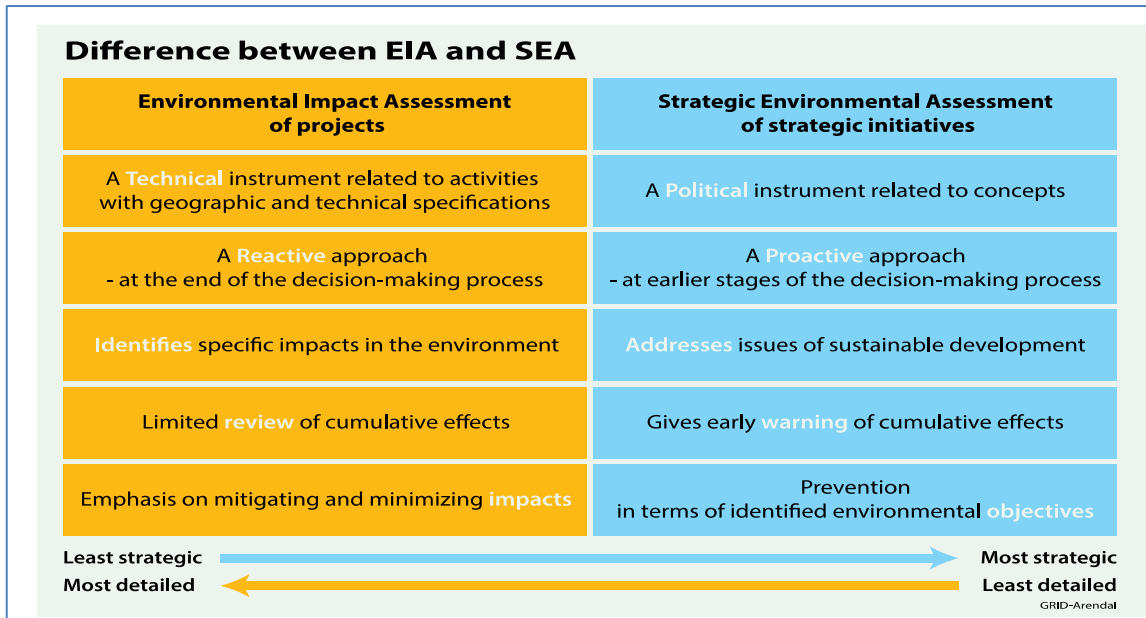 Difference between EIA and SEA
Environmental Impact Assessment
of projects
Strategic Environmental Assessment
of strategic initiatives
A Technical instrument related to activities
with geographic and technical specifications
A Political instrument related to concepts
A Reactive approach
- at the end of the decision-making process
A Proactive approach
- at earlier stages of the decision-making process
Identifies specific impacts in the environment
Addresses issues of sustainable development
Limited review of cumulative effects
Gives early warning of cumulative effects
Emphasis on mitigating and minimizing impacts
Prevention
in terms of identified environmental objectives
Least strategic
Most strategic
Most detailed
Least detailed
GRID-Arendal